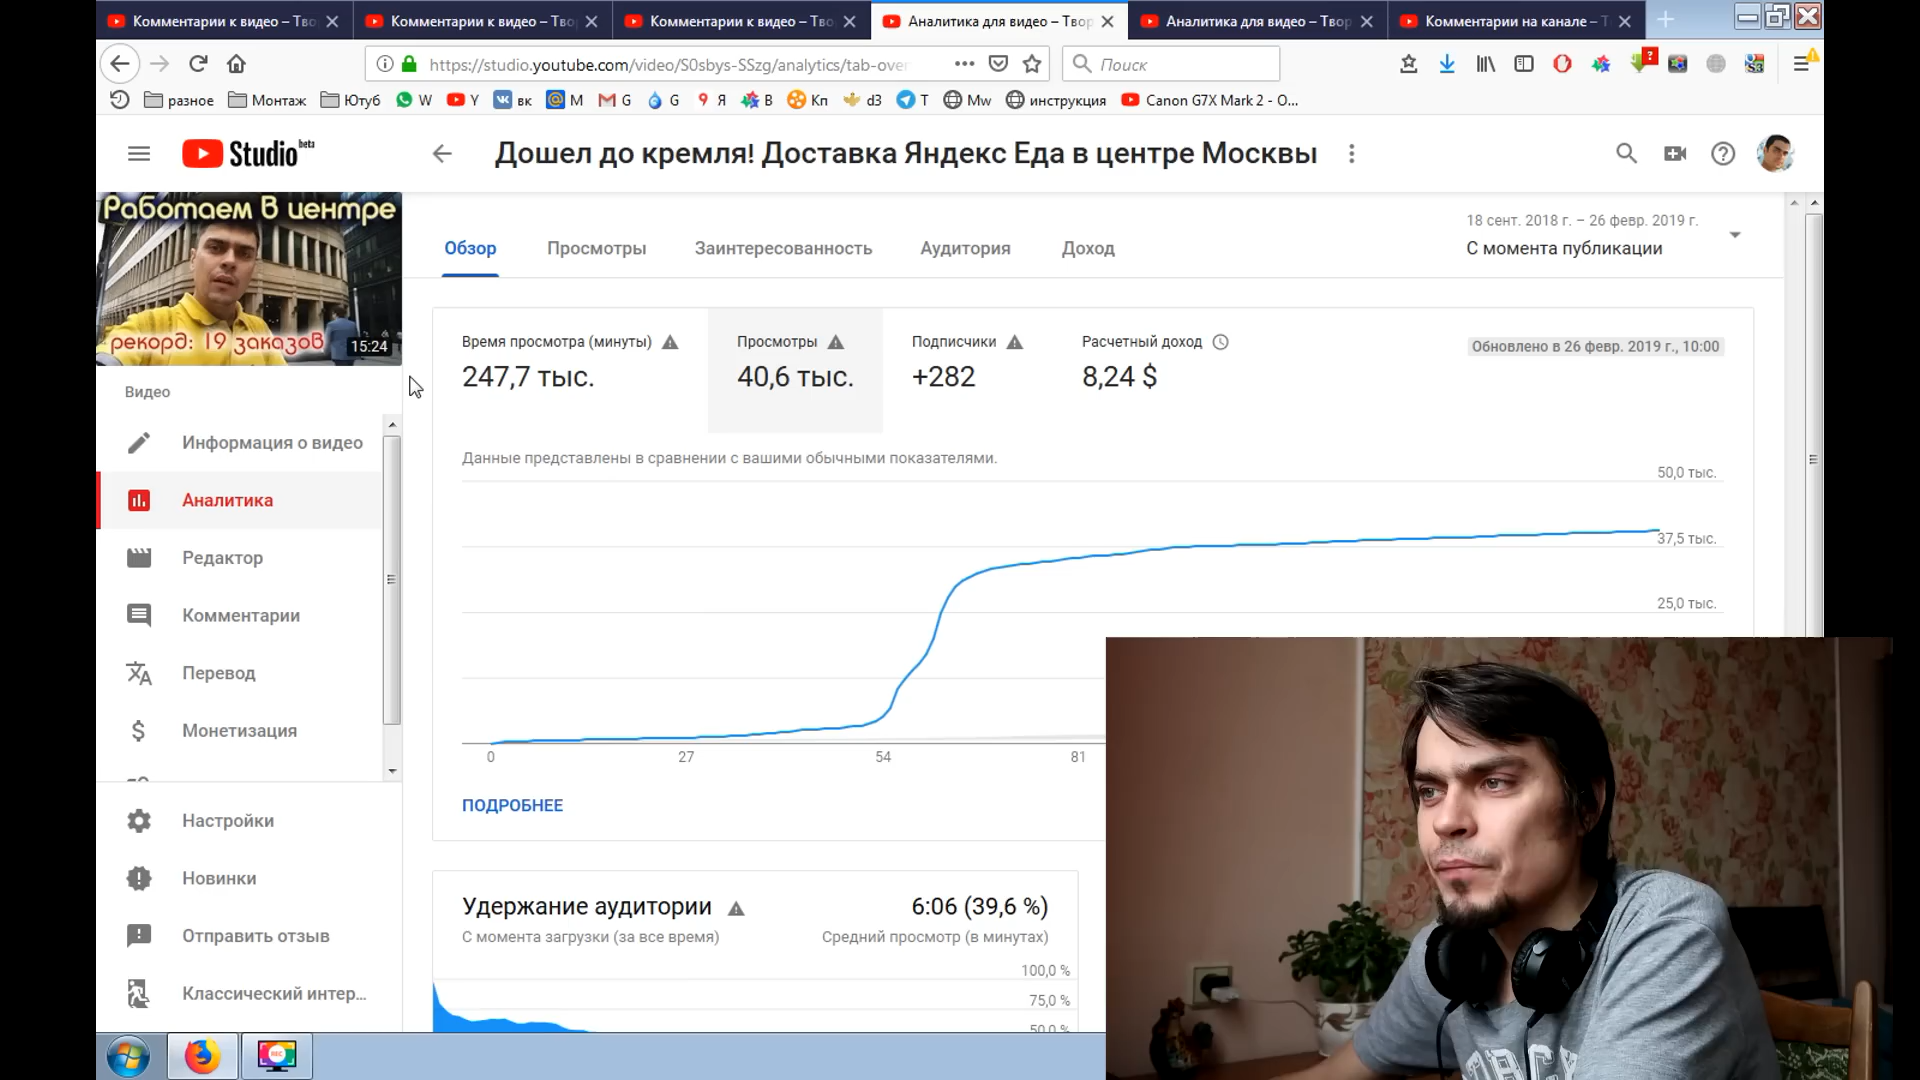 Комментарии к видео – Тво
Комментарии к видео – Тво
Комментарии к видео – Тво
Аналитика для видео – Твор
Аналитика для видео – Твор
Комментарии на канале – Т
https://studio.youtube.com/video/S0sbys-SSzg/analytics/tab-over
Поиск
разное
Монтаж
Ютуб
W
Y
вк
M
G
G
Я
В
Кп
d3
T
Mw
инструкция
Canon G7X Mark 2 - О...
Studio beta
Дошел до кремля! Доставка Яндекс Еда в центре Москвы
Работаем в центре
рекорд: 19 заказов
15:24
Видео
Информация о видео
Аналитика
Редактор
Комментарии
Перевод
Монетизация
Настройки
Новинки
Отправить отзыв
Классический интер...
Обзор
Просмотры
Заинтересованность
Аудитория
Доход
18 сент. 2018 г. – 26 февр. 2019 г.
С момента публикации
Время просмотра (минуты)
247,7 тыс.
Просмотры
40,6 тыс.
Подписчики
+282
Расчетный доход
8,24 $
Обновлено в 26 февр. 2019 г., 10:00
Данные представлены в сравнении с вашими обычными показателями.
50,0 тыс.
37,5 тыс.
25,0 тыс.
0
27
54
81
ПОДРОБНЕЕ
Удержание аудитории
6:06 (39,6 %)
С момента загрузки (за все время)
Средний просмотр (в минутах)
100,0 %
75,0 %
50,0 %
REC